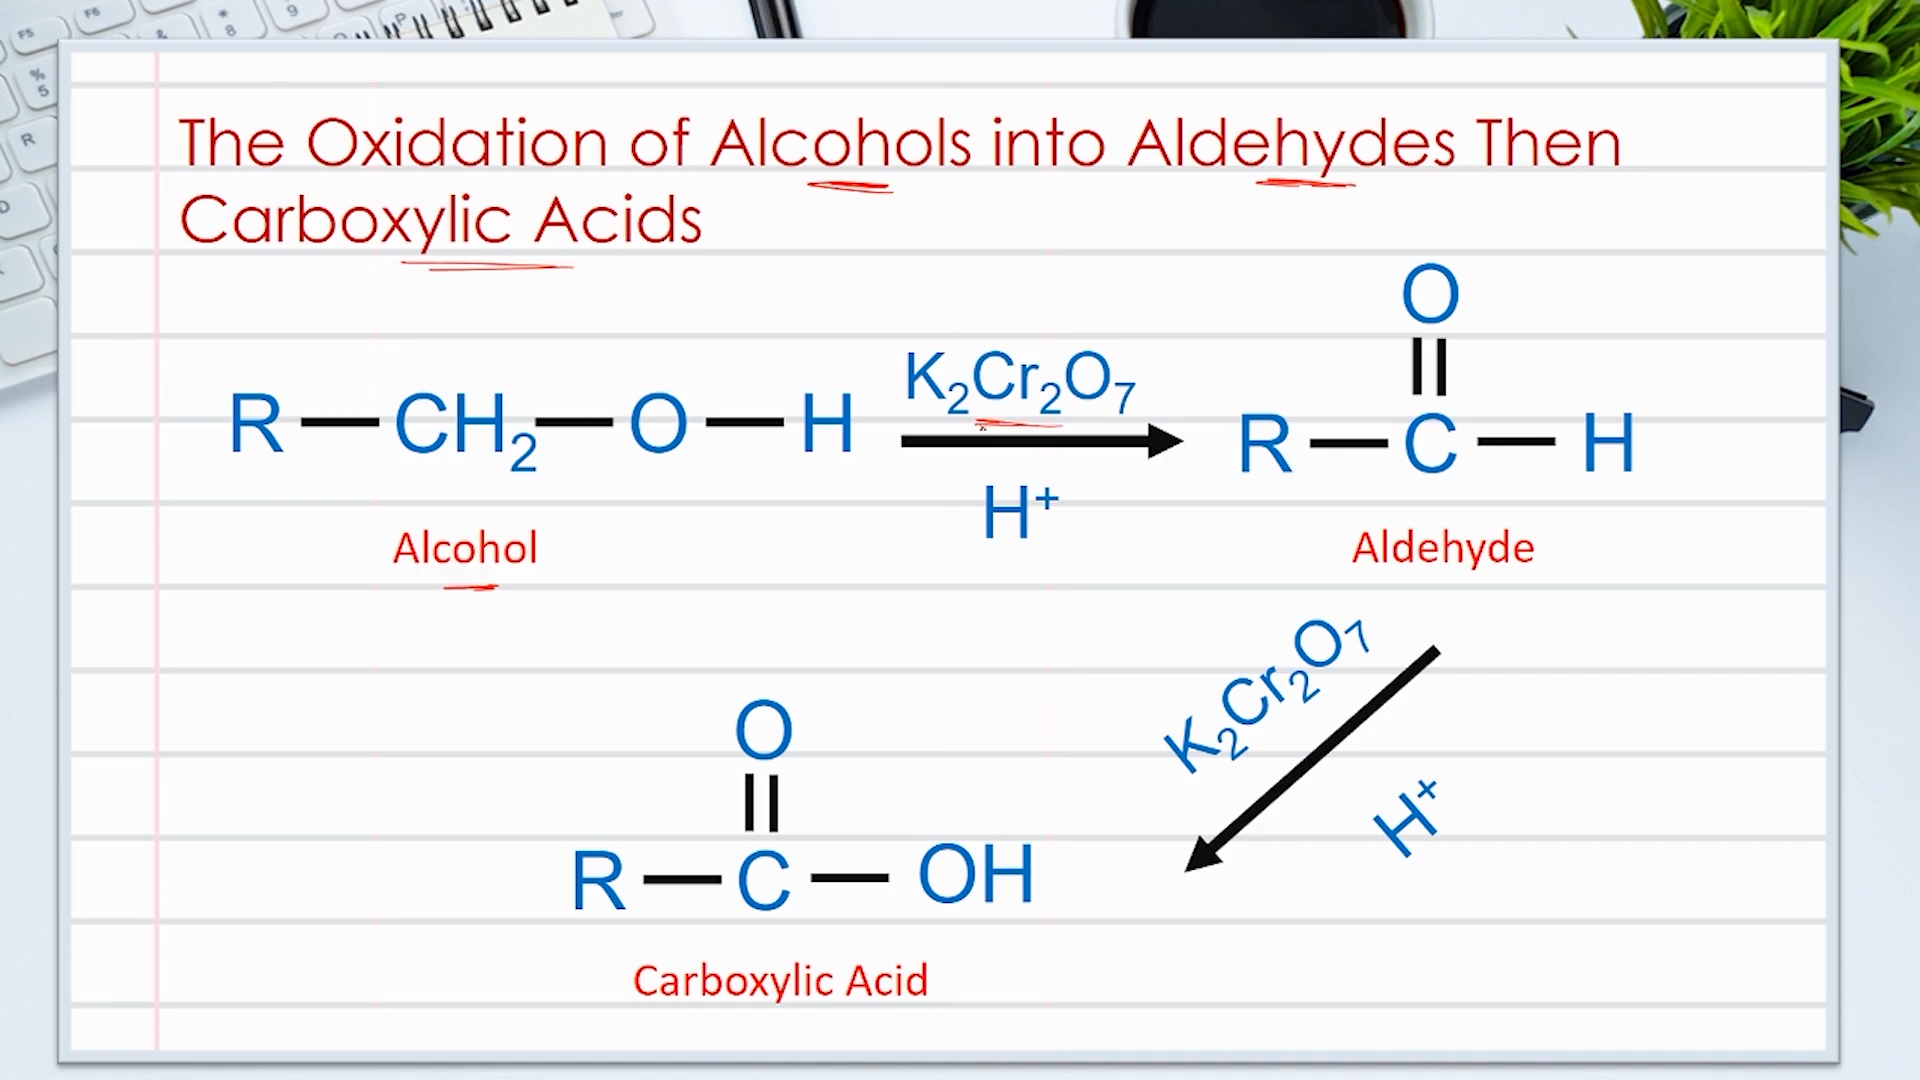 The Oxidation of Alcohols into Aldehydes Then
Carboxylic Acids
R — CH₂ — O — H
K₂Cr₂O₇
H⁺
O
R — C — H
Alcohol
Aldehyde
K₂Cr₂O₇
H⁺
O
R — C — OH
Carboxylic Acid